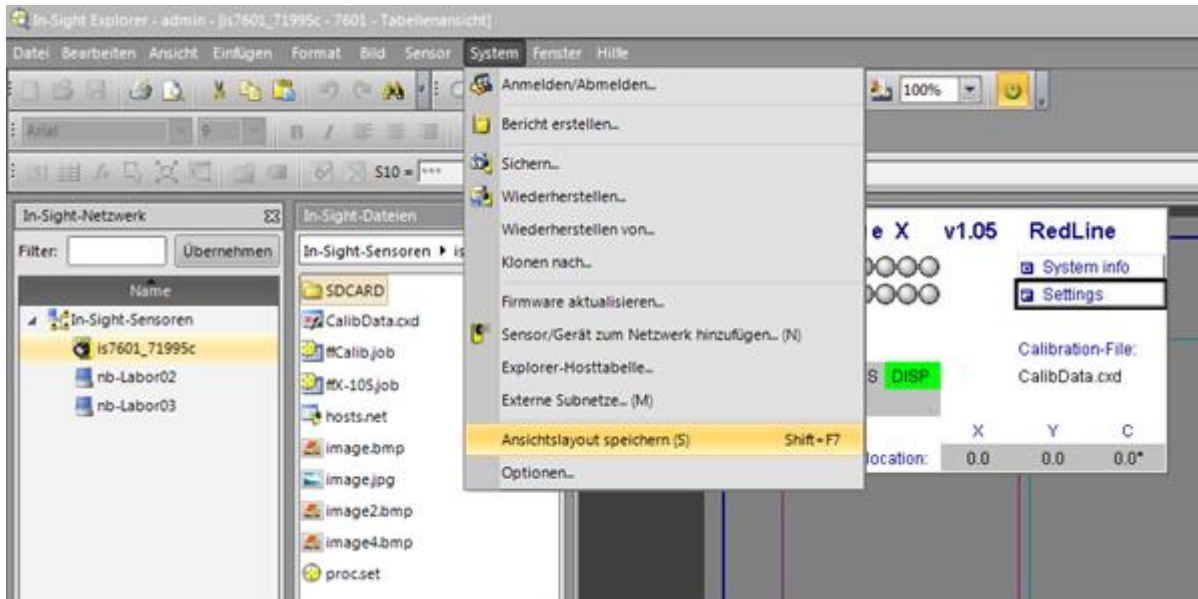 In-Sight Explorer - admin - [is7601_71995c - 7601 - Tabellenansicht]
Datei Bearbeiten Ansicht Einfügen Format Bild Sensor System Fenster Hilfe
100%
Arial 9 B I
S10 = ***
Anmelden/Abmelden...
Bericht erstellen...
Sichern...
Wiederherstellen...
Wiederherstellen von...
Klonen nach...
Firmware aktualisieren...
Sensor/Gerät zum Netzwerk hinzufügen... (N)
Explorer-Hosttabelle...
Externe Subnetze... (M)
Ansichtslayout speichern (S) Shift+F7
Optionen...
In-Sight-Netzwerk
Filter: Übernehmen
Name
In-Sight-Sensoren
is7601_71995c
nb-Labor02
nb-Labor03
In-Sight-Dateien
In-Sight-Sensoren is
SDCARD
CalibData.cxd
ffCalib.job
ffX-105.job
hosts.net
image.bmp
image.jpg
image2.bmp
image4.bmp
proc.set
e X v1.05 RedLine
System info
Settings
Calibration-File:
S DISP CalibData.cxd
X Y C
location: 0.0 0.0 0.0°